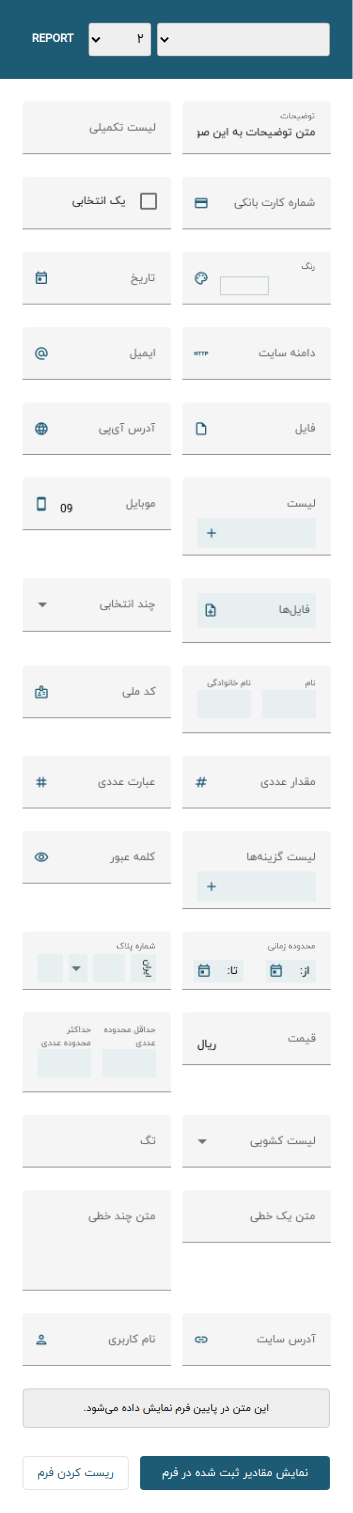 REPORT
۲
توضیحات
متن توضیحات به این صو
لیست تکمیلی
شماره کارت بانکی
یک انتخابی
رنگ
تاریخ
دامنه سایت
HTTP
ایمیل
فایل
آدرس آی‌پی
لیست
موبایل
09
فایل‌ها
چند انتخابی
نام
نام خانوادگی
کد ملی
مقدار عددی
عبارت عددی
لیست گزینه‌ها
کلمه عبور
محدوده زمانی
از:
تا:
شماره پلاک
ایران
قیمت
ریال
حداقل محدوده
عددی
حداکثر
محدوده عددی
لیست کشویی
تگ
متن یک خطی
متن چند خطی
آدرس سایت
نام کاربری
این متن در پایین فرم نمایش داده می‌شود.
نمایش مقادیر ثبت شده در فرم
ریست کردن فرم